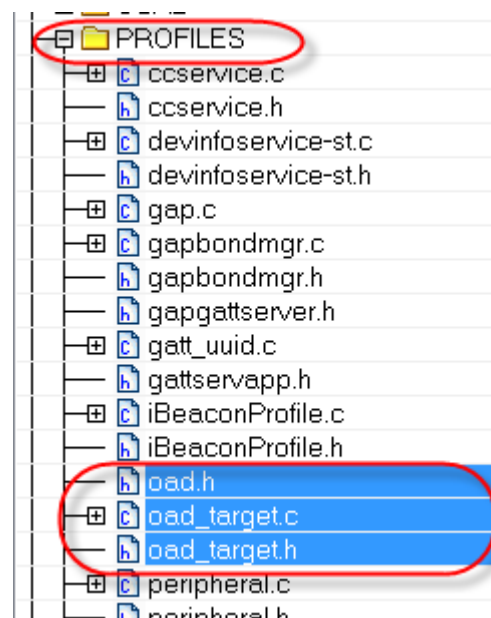 PROFILES
ccservice.c
ccservice.h
devinfoservice-st.c
devinfoservice-st.h
gap.c
gapbondmgr.c
gapbondmgr.h
gapgattserver.h
gatt_uuid.c
gattservapp.h
iBeaconProfile.c
iBeaconProfile.h
oad.h
oad_target.c
oad_target.h
peripheral.c
peripheral.h